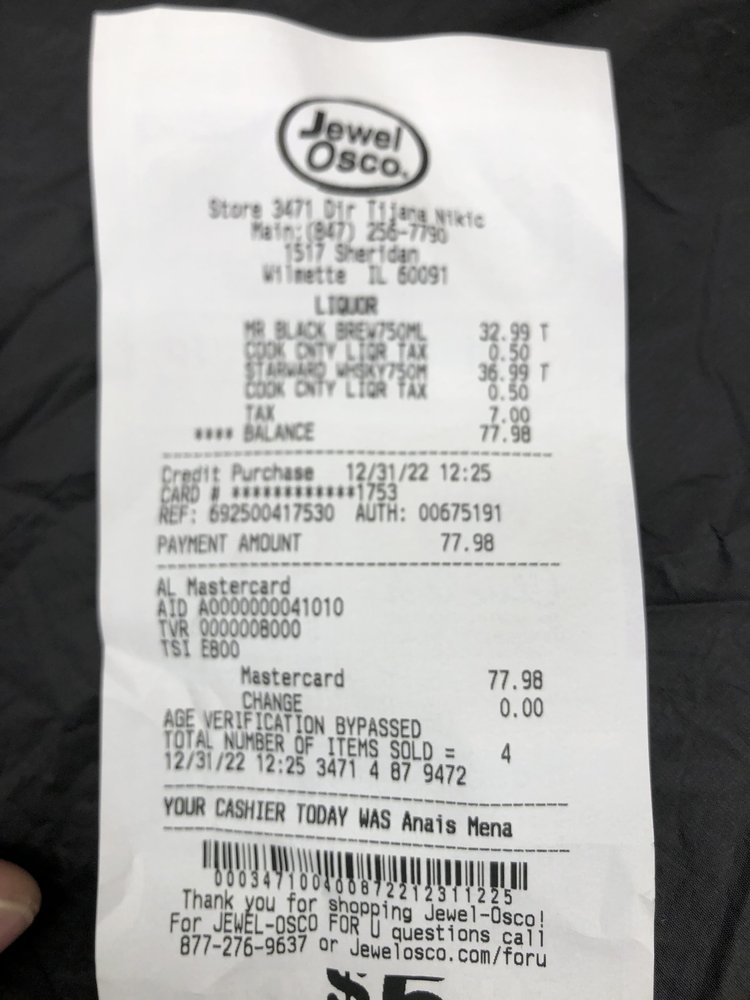 Jewel
Osco.
Store 3471 Dir Tijana Nikic
Main:(847) 256-7790
1517 Sheridan
Wilmette IL 60091
LIQUOR
MR BLACK BREW750ML 32.99 T
COOK CNTY LIQR TAX 0.50
STARWARD WHSKY750M 36.99 T
COOK CNTY LIQR TAX 0.50
TAX 7.00
**** BALANCE 77.98
Credit Purchase 12/31/22 12:25
CARD # ************1753
REF: 692500417530 AUTH: 00675191
PAYMENT AMOUNT 77.98
AL Mastercard
AID A0000000041010
TVR 0000008000
TSI E800
Mastercard 77.98
CHANGE 0.00
AGE VERIFICATION BYPASSED
TOTAL NUMBER OF ITEMS SOLD = 4
12/31/22 12:25 3471 4 87 9472
YOUR CASHIER TODAY WAS Anais Mena
000347100400872212311225
Thank you for shopping Jewel-Osco!
For JEWEL-OSCO FOR U questions call
877-276-9637 or Jewelosco.com/foru
$5